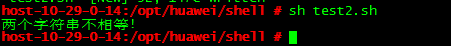 host-10-29-0-14:/opt/huawei/shell # sh test2.sh
两个字符串不相等!
host-10-29-0-14:/opt/huawei/shell #